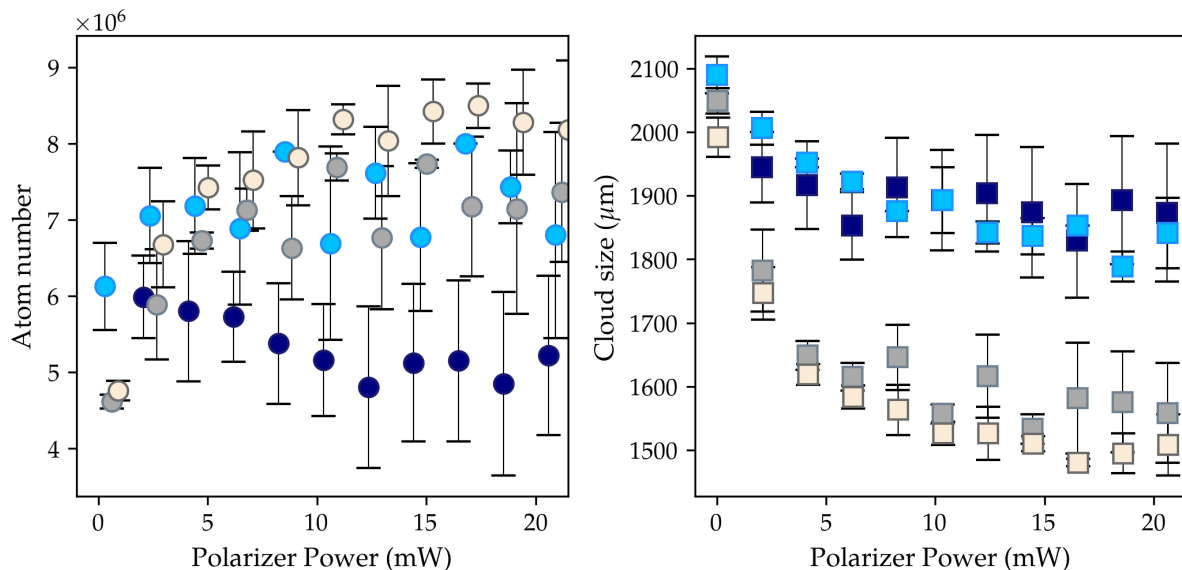 ×10⁶
9
8
7
6
5
4
Atom number
0 5 10 15 20
Polarizer Power (mW)
2100
2000
1900
1800
1700
1600
1500
Cloud size (μm)
0 5 10 15 20
Polarizer Power (mW)